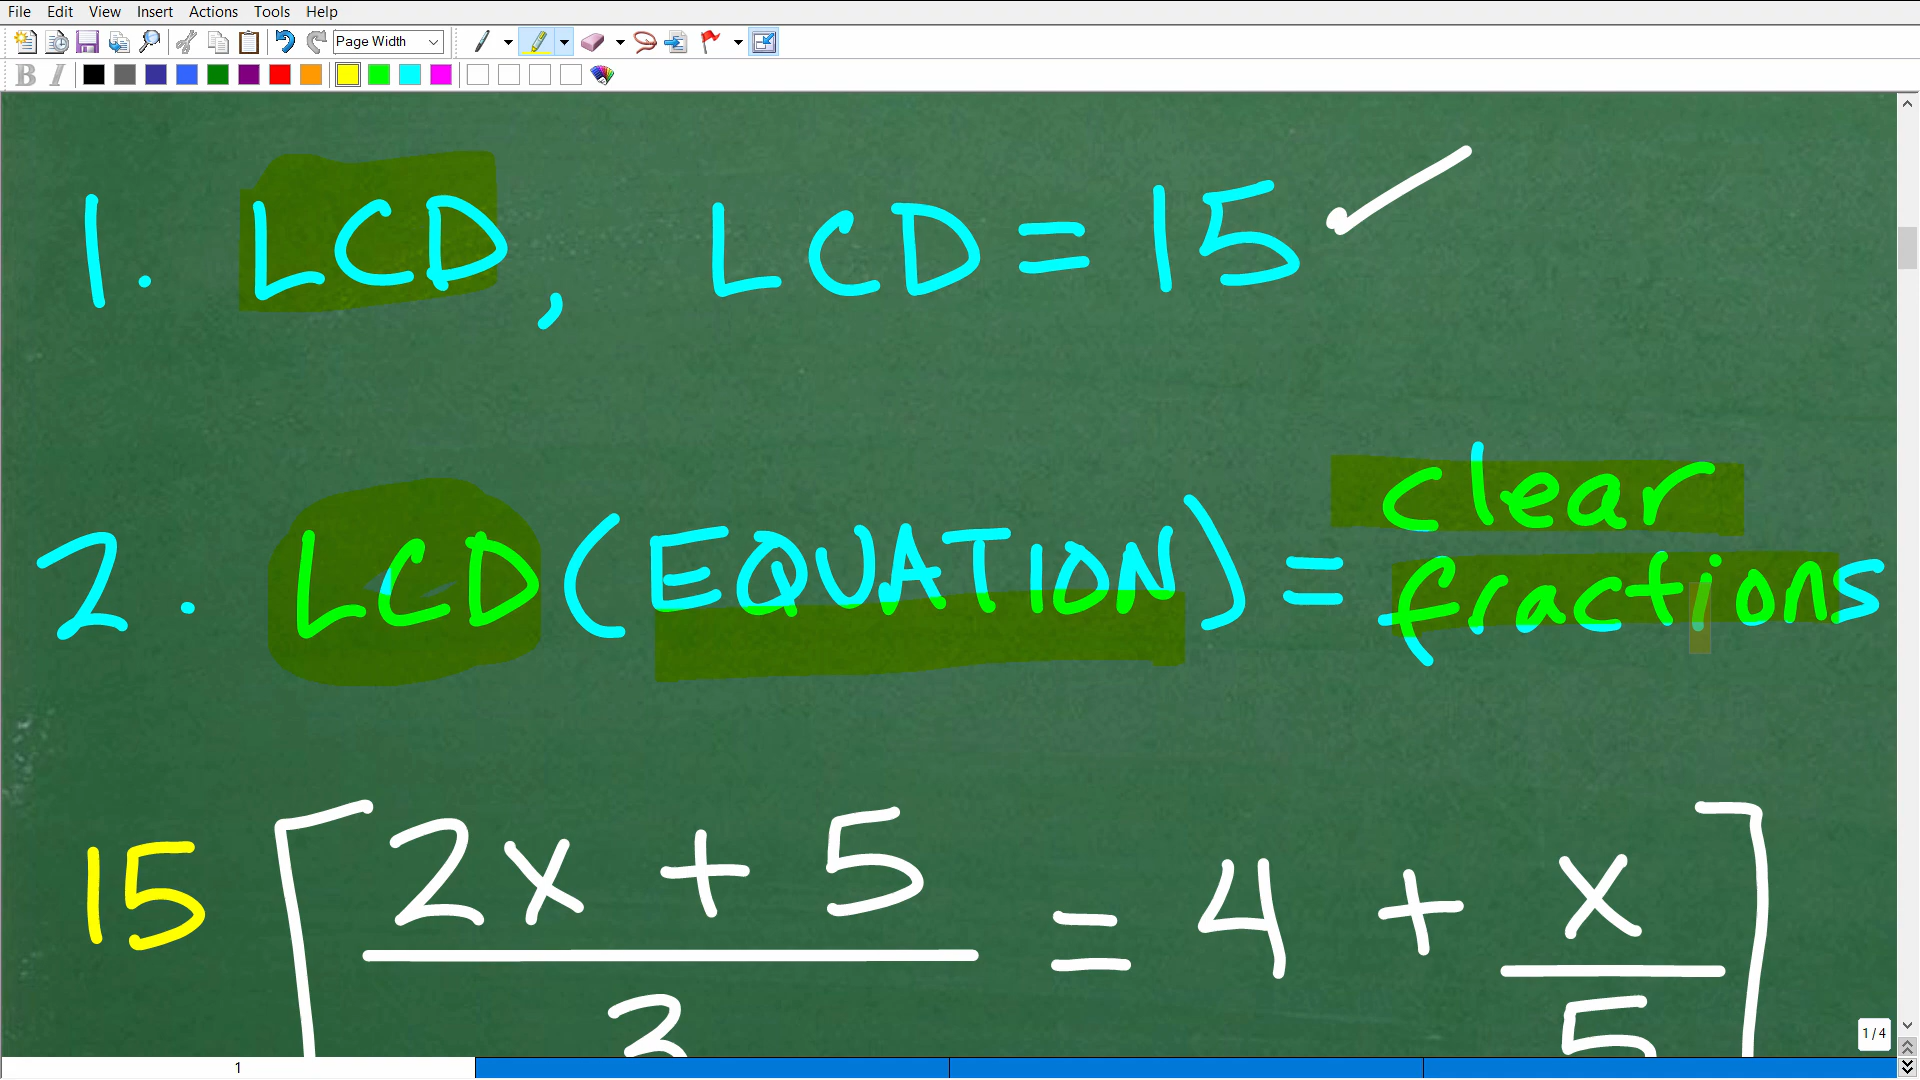 File Edit View Insert Actions Tools Help
Page Width
B I
1. LCD, LCD = 15
2. LCD (EQUATION) = clear
fractions
15 [ 2x + 5 = 4 + x ]
3 5
1 / 4
1